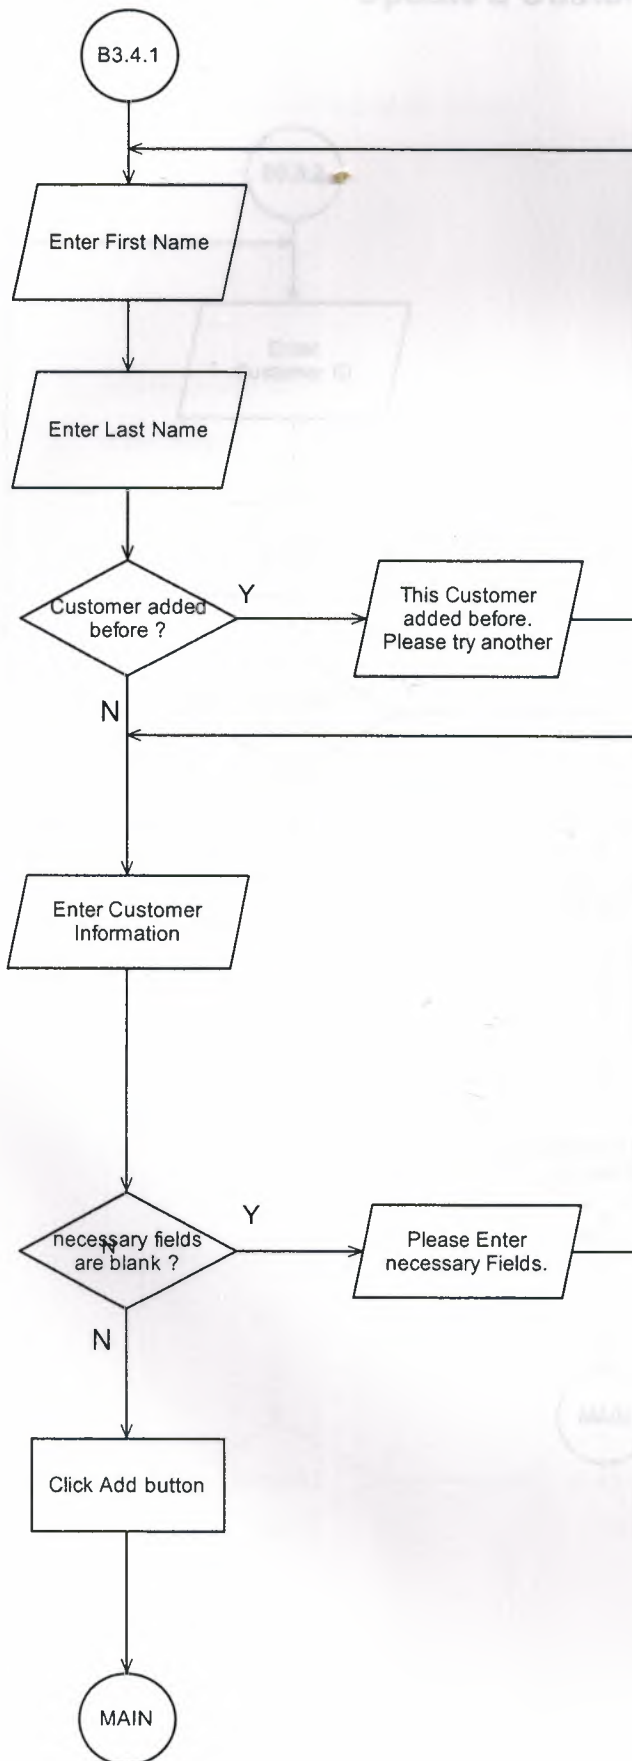 B3.4.1
Enter First Name
Enter Last Name
Customer added
before ?
Y
This Customer
added before.
Please try another
N
Enter Customer
Information
necessary fields
N
are blank ?
Y
Please Enter
necessary Fields.
N
Click Add button
MAIN